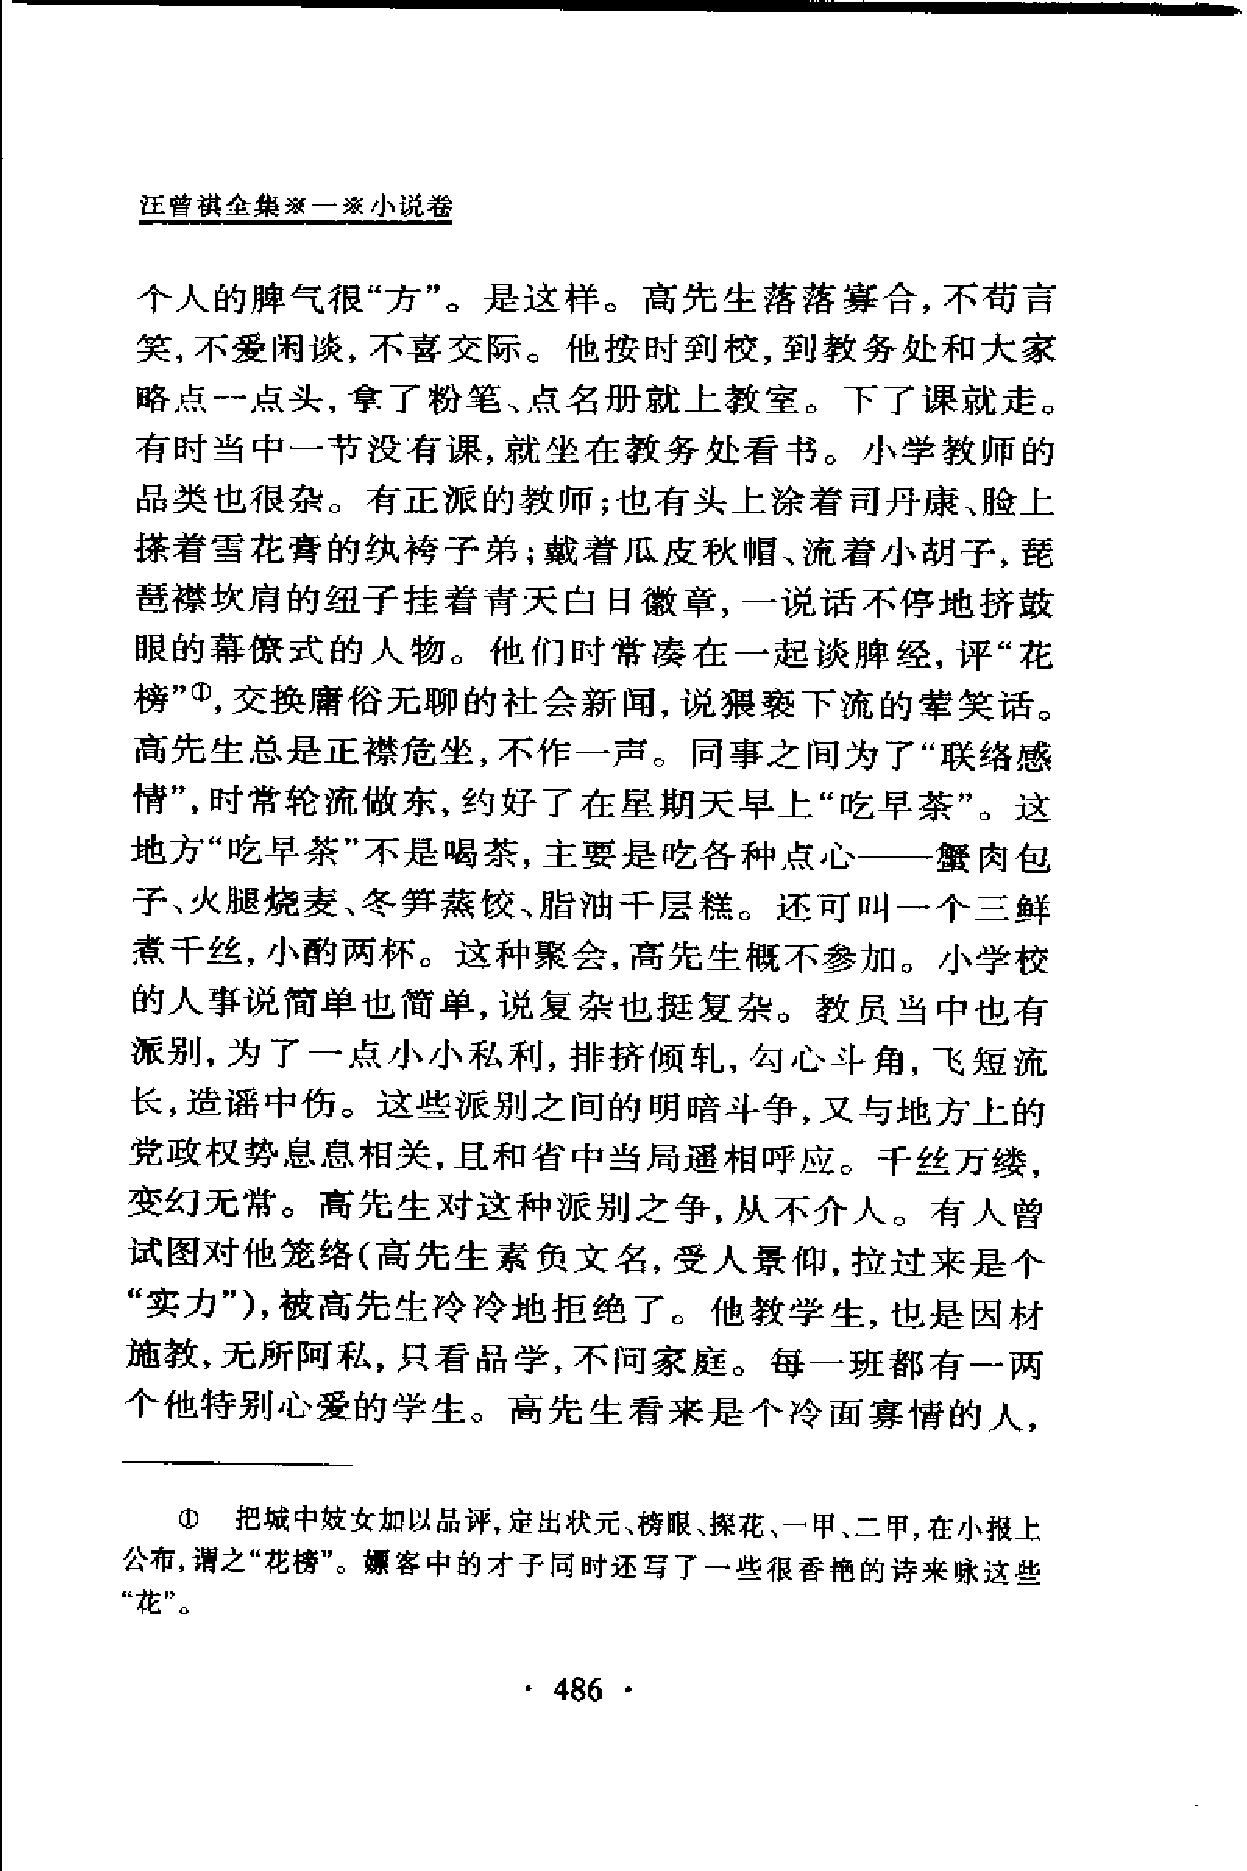 汪曾祺全集※一※小说卷
个人的脾气很“方”。是这样。高先生落落寡合,不苟言
笑,不爱闲谈,不喜交际。他按时到校,到教务处和大家
略点一点头,拿了粉笔、点名册就上教室。下了课就走。
有时当中一节没有课,就坐在教务处看书。小学教师的
品类也很杂。有正派的教师;也有头上涂着司丹康、脸上
搽着雪花膏的纨袴子弟;戴着瓜皮秋帽、流着小胡子,琵
琶襟坎肩的纽子挂着青天白日徽章,一说话不停地挤鼓
眼的幕僚式的人物。他们时常凑在一起谈脾经,评“花
榜”①,交换庸俗无聊的社会新闻,说猥亵下流的荤笑话。
高先生总是正襟危坐,不作一声。同事之间为了“联络感
情”,时常轮流做东,约好了在星期天早上“吃早茶”。这
地方“吃早茶”不是喝茶,主要是吃各种点心——蟹肉包
子、火腿烧麦、冬笋蒸饺、脂油千层糕。还可叫一个三鲜
煮干丝,小酌两杯。这种聚会,高先生概不参加。小学校
的人事说简单也简单,说复杂也挺复杂。教员当中也有
派别,为了一点小小私利,排挤倾轧,勾心斗角,飞短流
长,造谣中伤。这些派别之间的明暗斗争,又与地方上的
党政权势息息相关,且和省中当局遥相呼应。千丝万缕,
变幻无常。高先生对这种派别之争,从不介入。有人曾
试图对他笼络(高先生素负文名,受人景仰,拉过来是个
“实力”),被高先生冷冷地拒绝了。他教学生,也是因材
施教,无所阿私,只看品学,不问家庭。每一班都有一两
个他特别心爱的学生。高先生看来是个冷面寡情的人,
① 把城中妓女加以品评,定出状元、榜眼、探花、一甲、二甲,在小报上
公布,谓之“花榜”。嫖客中的才子同时还写了一些很香艳的诗来咏这些
“花”。
· 486 ·